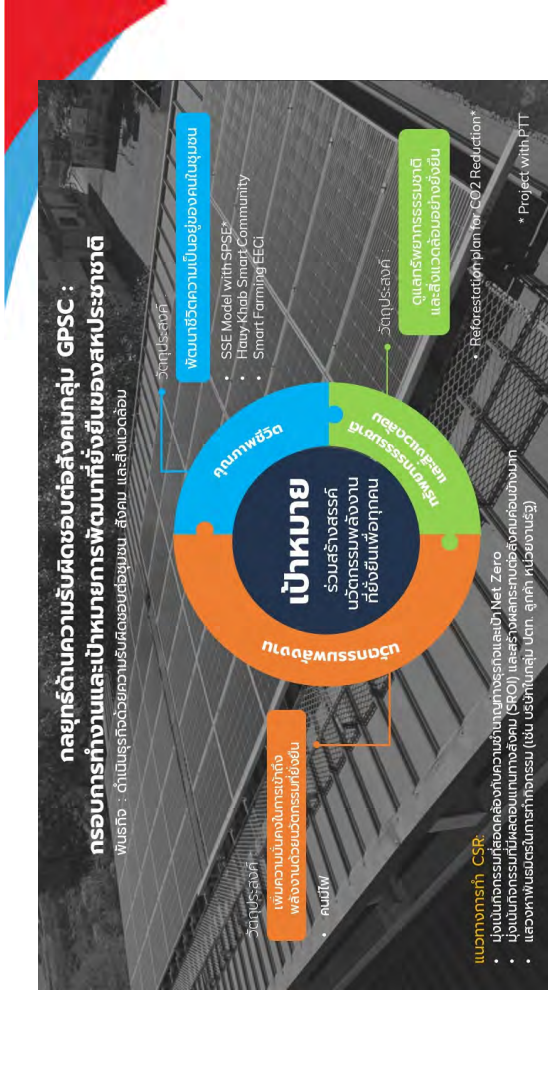 กลยุทธ์ด้านความรับผิดชอบต่อสังคมกลุ่ม GPSC :
กรอบการทำงานและเป้าหมายการพัฒนาที่ยั่งยืนของสหประชาชาติ
พันธกิจ : ดำเนินธุรกิจด้วยความรับผิดชอบต่อชุมชน สังคม และสิ่งแวดล้อม
วัตถุประสงค์ :
เพิ่มความมั่นคงในการเข้าถึง
พลังงานด้วยนวัตกรรมที่ยั่งยืน
• คนมีไฟ
นวัตกรรมพลังงาน
เป้าหมาย
ร่วมสร้างสรรค์
นวัตกรรมพลังงาน
ที่ยั่งยืนเพื่อทุกคน
คุณภาพชีวิต
ทรัพยากรธรรมชาติ
และสิ่งแวดล้อม
วัตถุประสงค์
พัฒนาชีวิตความเป็นอยู่ของคนในชุมชน
• SSE Model with SPSE*
• Hauy Khab Smart Community
• Smart Farming EECi
วัตถุประสงค์ :
ดูแลทรัพยากรธรรมชาติ
และสิ่งแวดล้อมอย่างยั่งยืน
• Reforestation plan for CO2 Reduction*
แนวทางการทำ CSR:
• มุ่งเน้นกิจกรรมที่สอดคล้องกับความชำนาญทางธุรกิจและเป้า Net Zero
• มุ่งเน้นกิจกรรมที่มีผลตอบแทนทางสังคม (SROI) และสร้างผลกระทบต่อสังคมค่อนข้างมาก
• แสวงหาพันธมิตรในการทำกิจกรรม (เช่น บริษัทในกลุ่ม ปตท. ลูกค้า หน่วยงานรัฐ)
* Project with PTT